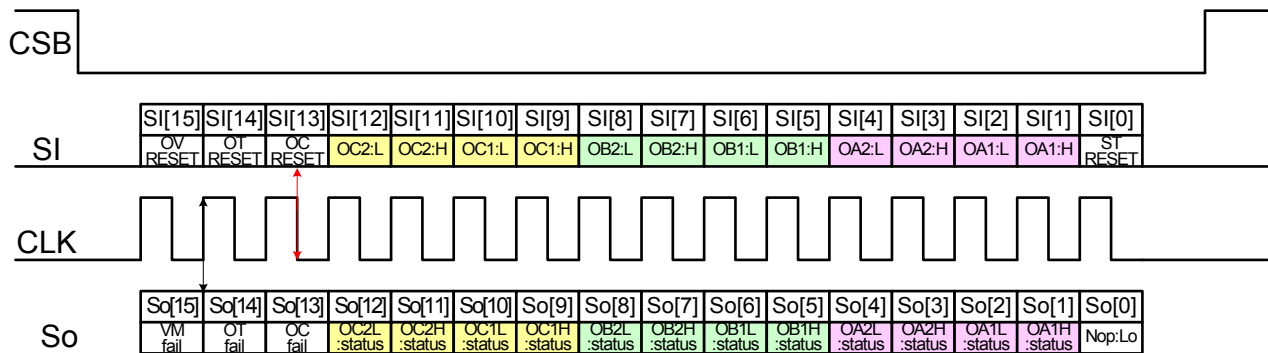 CSB
SI[15] SI[14] SI[13] SI[12] SI[11] SI[10] SI[9] SI[8] SI[7] SI[6] SI[5] SI[4] SI[3] SI[2] SI[1] SI[0]
SI
OV RESET OT RESET OC RESET OC2:L OC2:H OC1:L OC1:H OB2:L OB2:H OB1:L OB1:H OA2:L OA2:H OA1:L OA1:H ST RESET
CLK
So[15] So[14] So[13] So[12] So[11] So[10] So[9] So[8] So[7] So[6] So[5] So[4] So[3] So[2] So[1] So[0]
So
VM fail OT fail OC fail OC2L :status OC2H :status OC1L :status OC1H :status OB2L :status OB2H :status OB1L :status OB1H :status OA2L :status OA2H :status OA1L :status OA1H :status Nop:Lo